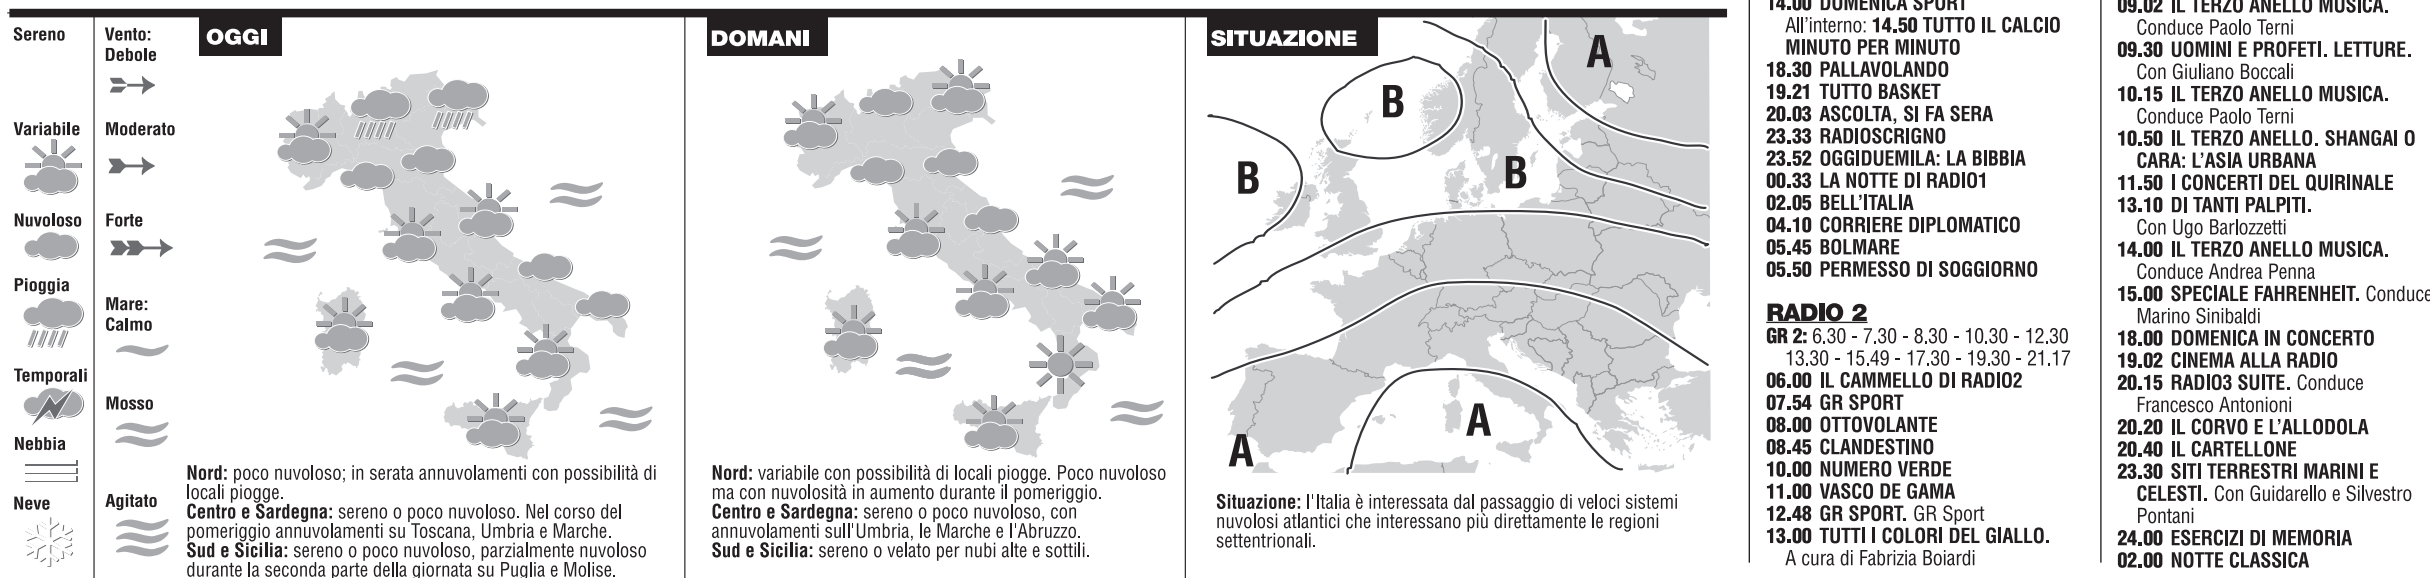 Sereno
Variabile
Nuvoloso
Pioggia
Temporali
Nebbia
Neve
Vento:
Debole
Moderato
Forte
Mare:
Calmo
Mosso
Agitato
OGGI
Nord: poco nuvoloso; in serata annuvolamenti con possibilità di
locali piogge.
Centro e Sardegna: sereno o poco nuvoloso. Nel corso del
pomeriggio annuvolamenti su Toscana, Umbria e Marche.
Sud e Sicilia: sereno o poco nuvoloso, parzialmente nuvoloso
durante la seconda parte della giornata su Puglia e Molise.
DOMANI
Nord: variabile con possibilità di locali piogge. Poco nuvoloso
ma con nuvolosità in aumento durante il pomeriggio.
Centro e Sardegna: sereno o poco nuvoloso, con
annuvolamenti sull'Umbria, le Marche e l'Abruzzo.
Sud e Sicilia: sereno o velato per nubi alte e sottili.
SITUAZIONE
A
B
B
B
A
A
Situazione: l'Italia è interessata dal passaggio di veloci sistemi
nuvolosi atlantici che interessano più direttamente le regioni
settentrionali.
14.00 DOMENICA SPORT
All'interno: 14.50 TUTTO IL CALCIO
MINUTO PER MINUTO
18.30 PALLAVOLANDO
19.21 TUTTO BASKET
20.03 ASCOLTA, SI FA SERA
23.33 RADIOSCRIGNO
23.52 OGGIDUEMILA: LA BIBBIA
00.33 LA NOTTE DI RADIO1
02.05 BELL'ITALIA
04.10 CORRIERE DIPLOMATICO
05.45 BOLMARE
05.50 PERMESSO DI SOGGIORNO
RADIO 2
GR 2: 6.30 - 7.30 - 8.30 - 10.30 - 12.30
13.30 - 15.49 - 17.30 - 19.30 - 21.17
06.00 IL CAMMELLO DI RADIO2
07.54 GR SPORT
08.00 OTTOVOLANTE
08.45 CLANDESTINO
10.00 NUMERO VERDE
11.00 VASCO DE GAMA
12.48 GR SPORT. GR Sport
13.00 TUTTI I COLORI DEL GIALLO.
A cura di Fabrizia Boiardi
09.02 IL TERZO ANELLO MUSICA.
Conduce Paolo Terni
09.30 UOMINI E PROFETI. LETTURE.
Con Giuliano Boccali
10.15 IL TERZO ANELLO MUSICA.
Conduce Paolo Terni
10.50 IL TERZO ANELLO. SHANGAI O
CARA: L'ASIA URBANA
11.50 I CONCERTI DEL QUIRINALE
13.10 DI TANTI PALPITI.
Con Ugo Barlozzetti
14.00 IL TERZO ANELLO MUSICA.
Conduce Andrea Penna
15.00 SPECIALE FAHRENHEIT. Conduce
Marino Sinibaldi
18.00 DOMENICA IN CONCERTO
19.02 CINEMA ALLA RADIO
20.15 RADIO3 SUITE. Conduce
Francesco Antonioni
20.20 IL CORVO E L'ALLODOLA
20.40 IL CARTELLONE
23.30 SITI TERRESTRI MARINI E
CELESTI. Con Guidarello e Silvestro
Pontani
24.00 ESERCIZI DI MEMORIA
02.00 NOTTE CLASSICA